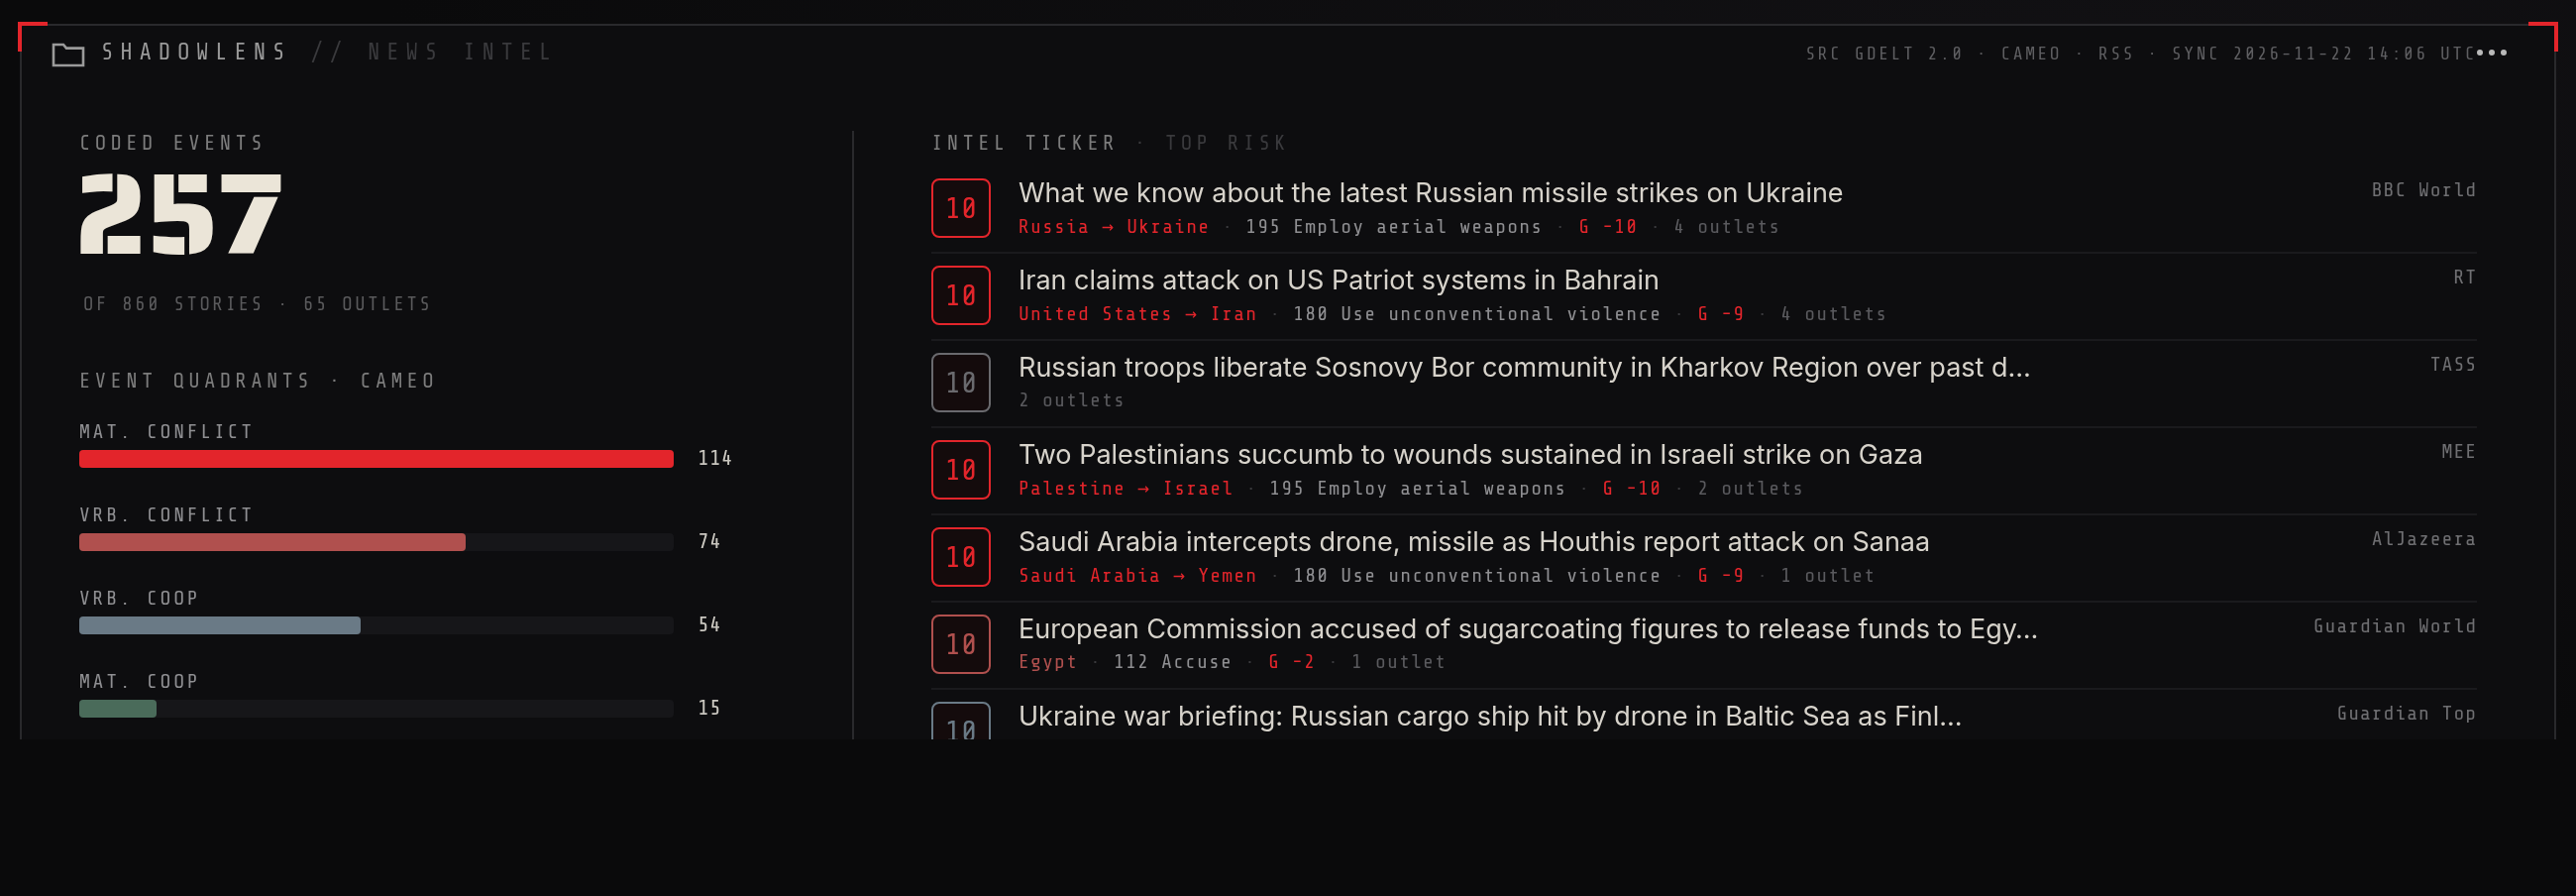 SHADOWLENS // NEWS INTEL
SRC GDELT 2.0 · CAMEO · RSS · SYNC 2026-11-22 14:06 UTC•••
CODED EVENTS
257
OF 860 STORIES · 65 OUTLETS
EVENT QUADRANTS · CAMEO
MAT. CONFLICT
114
VRB. CONFLICT
74
VRB. COOP
54
MAT. COOP
15
INTEL TICKER · TOP RISK
10 What we know about the latest Russian missile strikes on Ukraine BBC World
Russia → Ukraine · 195 Employ aerial weapons · G -10 · 4 outlets
10 Iran claims attack on US Patriot systems in Bahrain RT
United States → Iran · 180 Use unconventional violence · G -9 · 4 outlets
10 Russian troops liberate Sosnovy Bor community in Kharkov Region over past d... TASS
2 outlets
10 Two Palestinians succumb to wounds sustained in Israeli strike on Gaza MEE
Palestine → Israel · 195 Employ aerial weapons · G -10 · 2 outlets
10 Saudi Arabia intercepts drone, missile as Houthis report attack on Sanaa AlJazeera
Saudi Arabia → Yemen · 180 Use unconventional violence · G -9 · 1 outlet
10 European Commission accused of sugarcoating figures to release funds to Egy... Guardian World
Egypt · 112 Accuse · G -2 · 1 outlet
10 Ukraine war briefing: Russian cargo ship hit by drone in Baltic Sea as Finl... Guardian Top